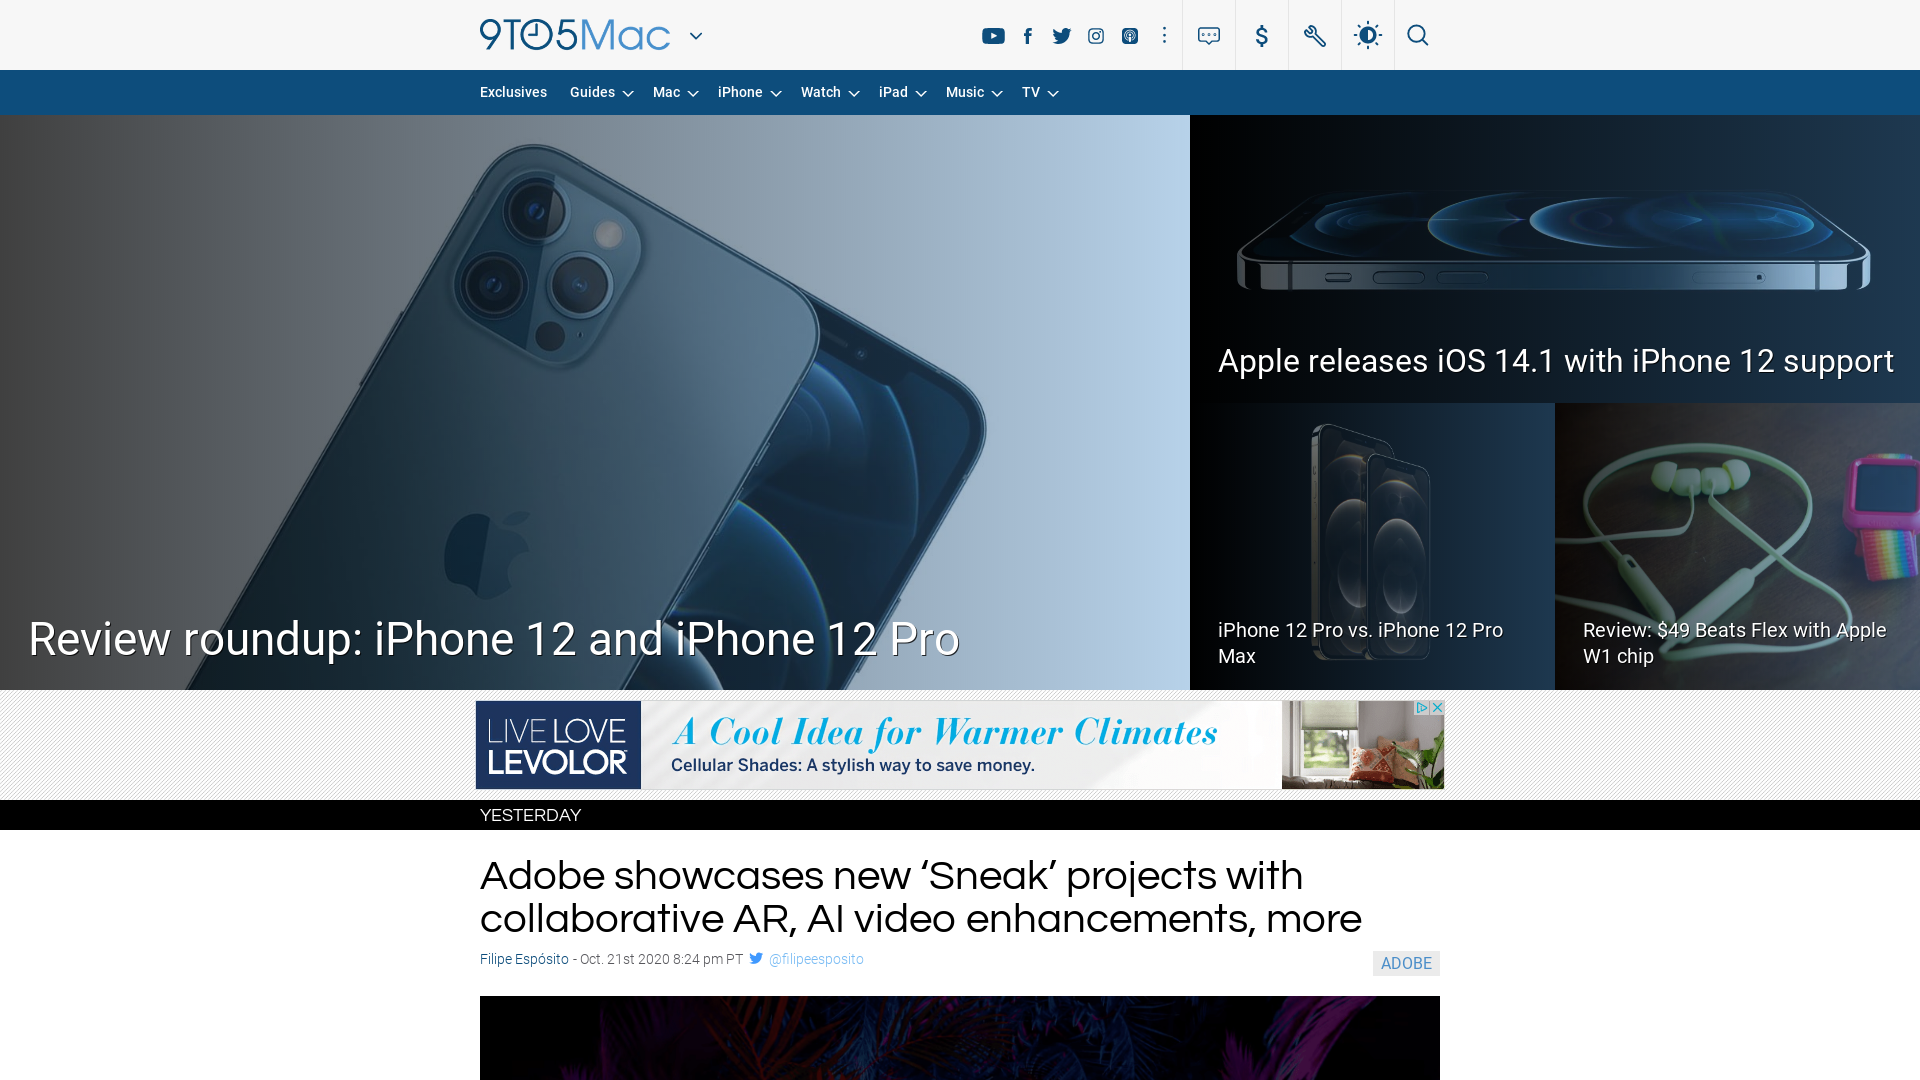 9TO5Mac
Exclusives Guides Mac iPhone Watch iPad Music TV
Review roundup: iPhone 12 and iPhone 12 Pro
Apple releases iOS 14.1 with iPhone 12 support
iPhone 12 Pro vs. iPhone 12 Pro
Max
Review: $49 Beats Flex with Apple
W1 chip
LIVE LOVE
LEVOLOR
A Cool Idea for Warmer Climates
Cellular Shades: A stylish way to save money.
YESTERDAY
Adobe showcases new ‘Sneak’ projects with
collaborative AR, AI video enhancements, more
Filipe Espósito - Oct. 21st 2020 8:24 pm PT @filipeesposito
ADOBE